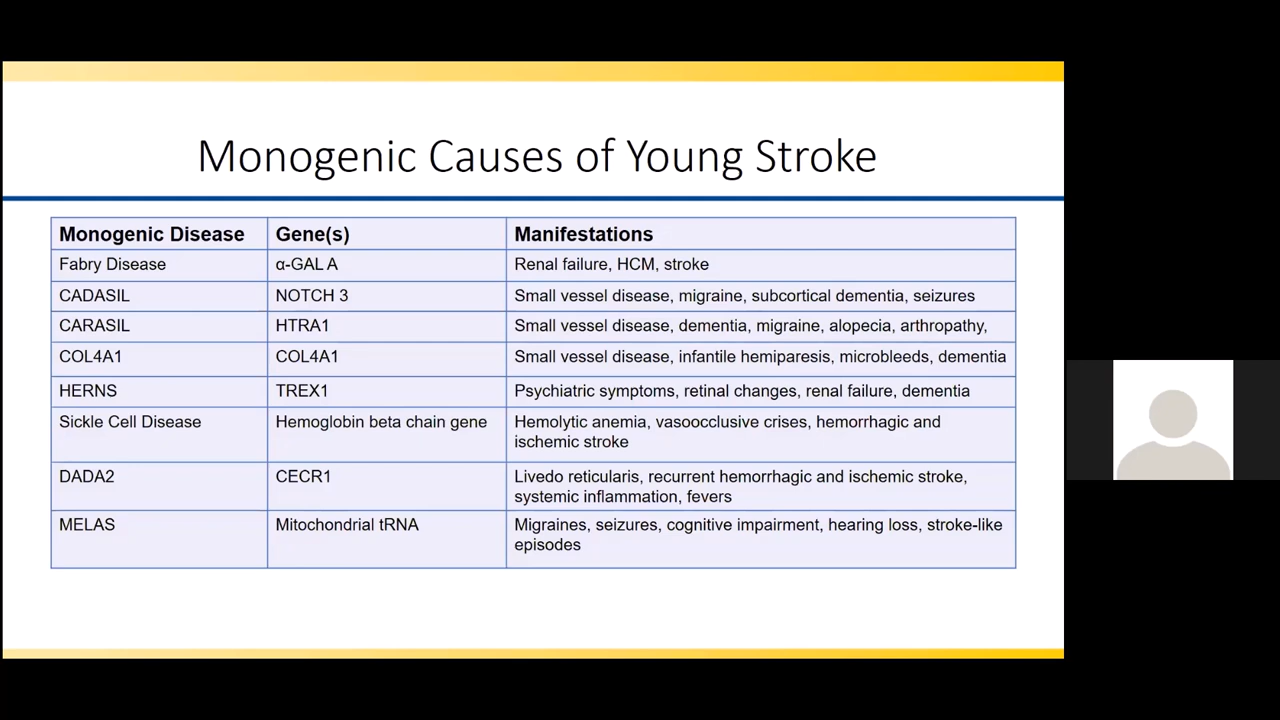 Monogenic Causes of Young Stroke
Monogenic Disease Gene(s) Manifestations
Fabry Disease α-GAL A Renal failure, HCM, stroke
CADASIL NOTCH 3 Small vessel disease, migraine, subcortical dementia, seizures
CARASIL HTRA1 Small vessel disease, dementia, migraine, alopecia, arthropathy,
COL4A1 COL4A1 Small vessel disease, infantile hemiparesis, microbleeds, dementia
HERNS TREX1 Psychiatric symptoms, retinal changes, renal failure, dementia
Sickle Cell Disease Hemoglobin beta chain gene Hemolytic anemia, vasoocclusive crises, hemorrhagic and
ischemic stroke
DADA2 CECR1 Livedo reticularis, recurrent hemorrhagic and ischemic stroke,
systemic inflammation, fevers
MELAS Mitochondrial tRNA Migraines, seizures, cognitive impairment, hearing loss, stroke-like
episodes